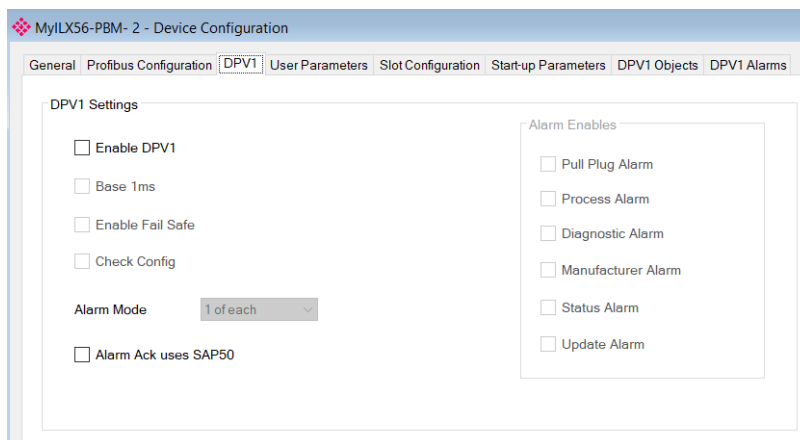 MyILX56-PBM- 2 - Device Configuration
General Profibus Configuration DPV1 User Parameters Slot Configuration Start-up Parameters DPV1 Objects DPV1 Alarms
DPV1 Settings
Enable DPV1
Base 1ms
Enable Fail Safe
Check Config
Alarm Mode 1 of each
Alarm Ack uses SAP50
Alarm Enables
Pull Plug Alarm
Process Alarm
Diagnostic Alarm
Manufacturer Alarm
Status Alarm
Update Alarm